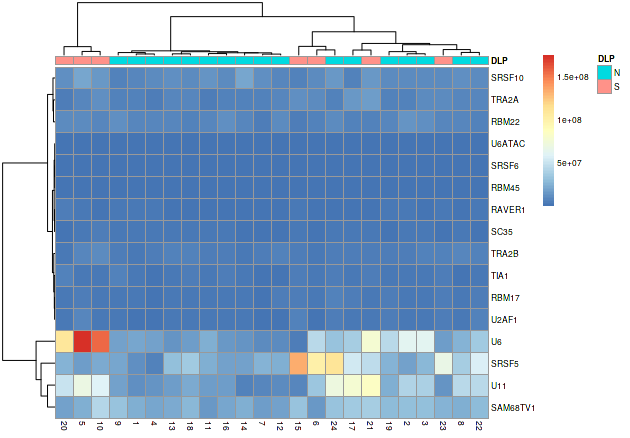 DLP
SRSF10
TRA2A
RBM22
U6ATAC
SRSF6
RBM45
RAVER1
SC35
TRA2B
TIA1
RBM17
U2AF1
U6
SRSF5
U11
SAM68TV1
20 5 10 9 1 4 13 18 11 16 14 7 12 15 6 24 17 21 19 2 3 23 8 22
1.5e+08
1e+08
5e+07
DLP
N
S